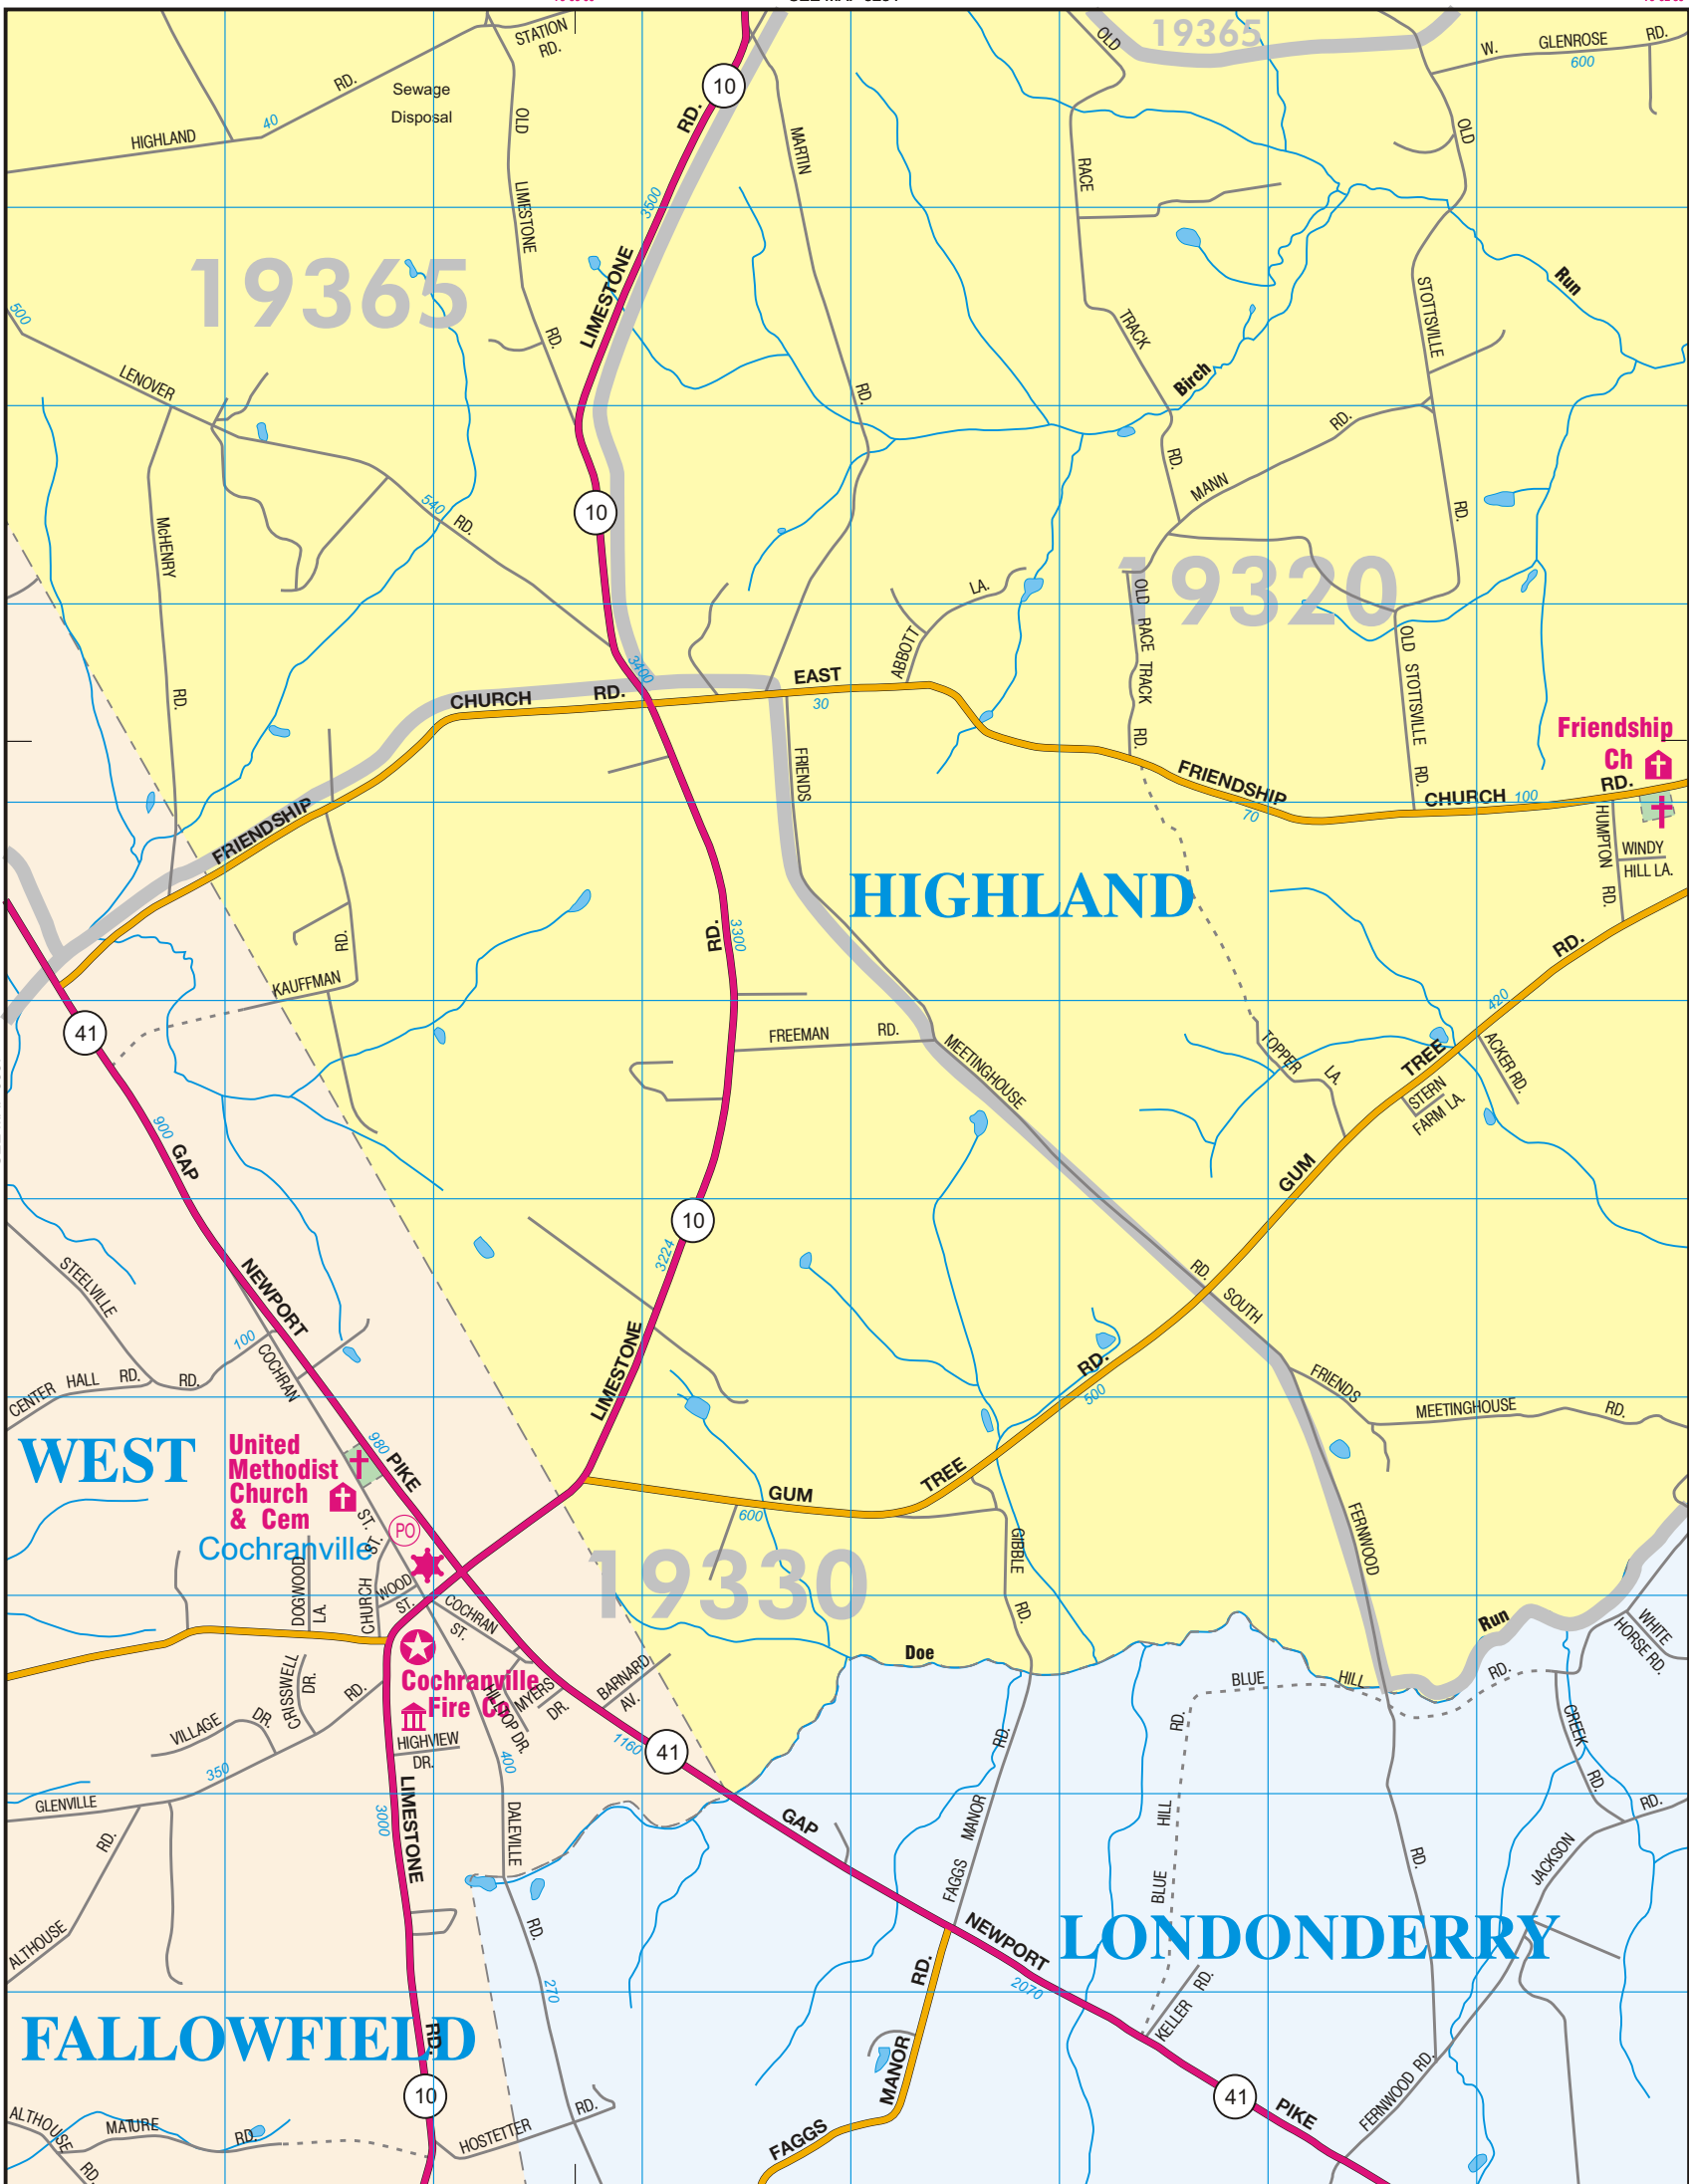 STATION
RD.
19365
W. GLENROSE RD.
600
OLD
10
Sewage
Disposal
RD.
40
HIGHLAND
OLD
LIMESTONE
RD.
RD.
3500
LIMESTONE
MARTIN
RD.
RACE
TRACK
RD.
OLD
STOTTSVILLE
RD.
Run
Birch
19365
500
LENOVER
540
RD.
McHENRY
RD.
10
MANN
RD.
19320
ABBOTT
LA.
OLD RACE TRACK RD.
OLD STOTTSVILLE RD.
3400
CHURCH RD.
EAST
30
FRIENDSHIP
FRIENDS
FRIENDSHIP
70
CHURCH
100
RD.
Friendship
Ch
HUMPTON RD.
WINDY
HILL LA.
HIGHLAND
RD.
3300
RD.
KAUFFMAN
41
FREEMAN RD.
MEETINGHOUSE
RD.
TOPPER LA.
RD.
420
TREE
ACKER RD.
STERN
FARM LA.
GUM
900
GAP
10
3224
NEWPORT
STEELVILLE
RD.
100
COCHRAN
ST.
CENTER HALL RD.
LIMESTONE
SOUTH
RD.
500
FRIENDS
MEETINGHOUSE RD.
WEST
United
Methodist
Church
& Cem
980
PIKE
PO
Cochranville
GUM
600
TREE
GIBBLE
RD.
FERNWOOD
RD.
19330
DOGWOOD
LA.
CHURCH
ST.
WOOD
ST.
COCHRAN
ST.
Doe
Run
WHITE
HORSE RD.
Cochranville
Fire Co
CRISSWELL
DR.
RD.
VILLAGE DR.
HILLTOP DR.
MYERS
DR.
BARNARD
AV.
HIGHVIEW
DR.
1160
41
BLUE HILL RD.
RD.
HILL
BLUE
CREEK
RD.
350
GLENVILLE
400
DALEVILLE
RD.
LIMESTONE
3000
RD.
ALTHOUSE
GAP
FAGGS MANOR RD.
JACKSON
RD.
NEWPORT
LONDONDERRY
2070
RD.
KELLER RD.
270
FALLOWFIELD
RD.
10
MANOR
FAGGS
41
PIKE
FERNWOOD RD.
ALTHOUSE
RD.
MATURE
RD.
HOSTETTER
RD.